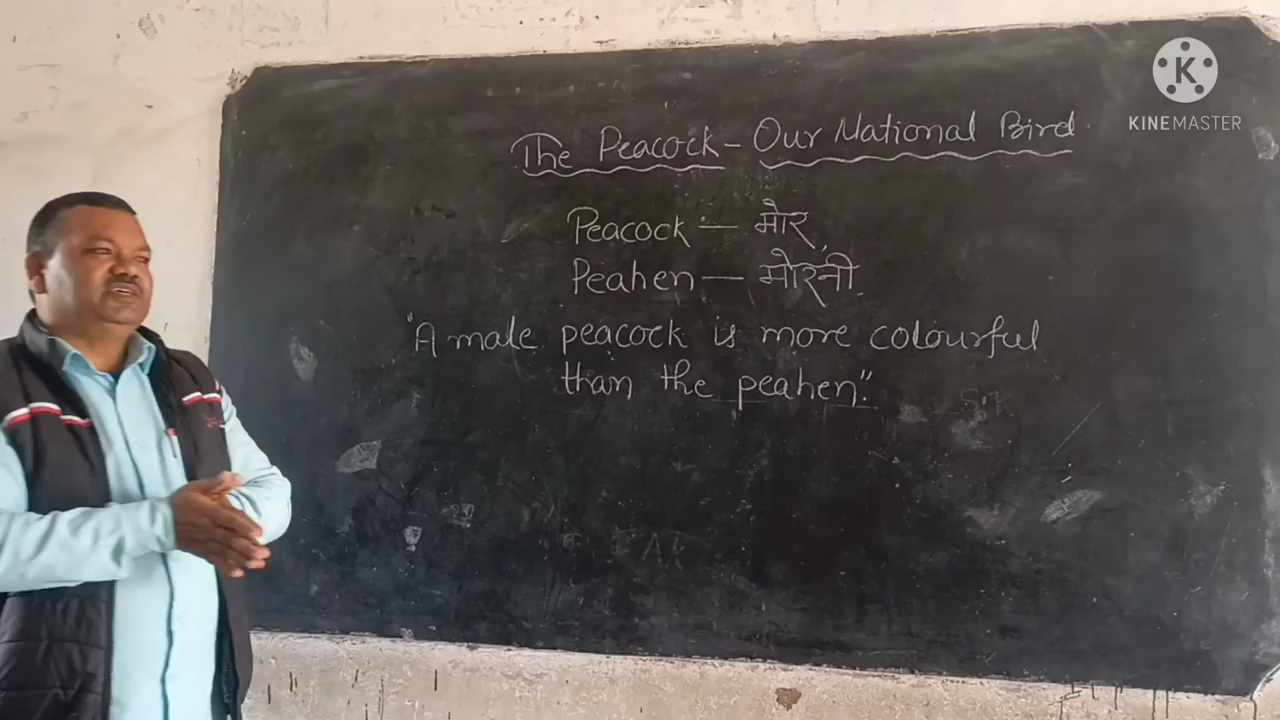 The Peacock - Our National Bird.
Peacock — मोर,
Peahen — मोरनी.
"A male peacock is more colourful
than the peahen."
KINEMASTER